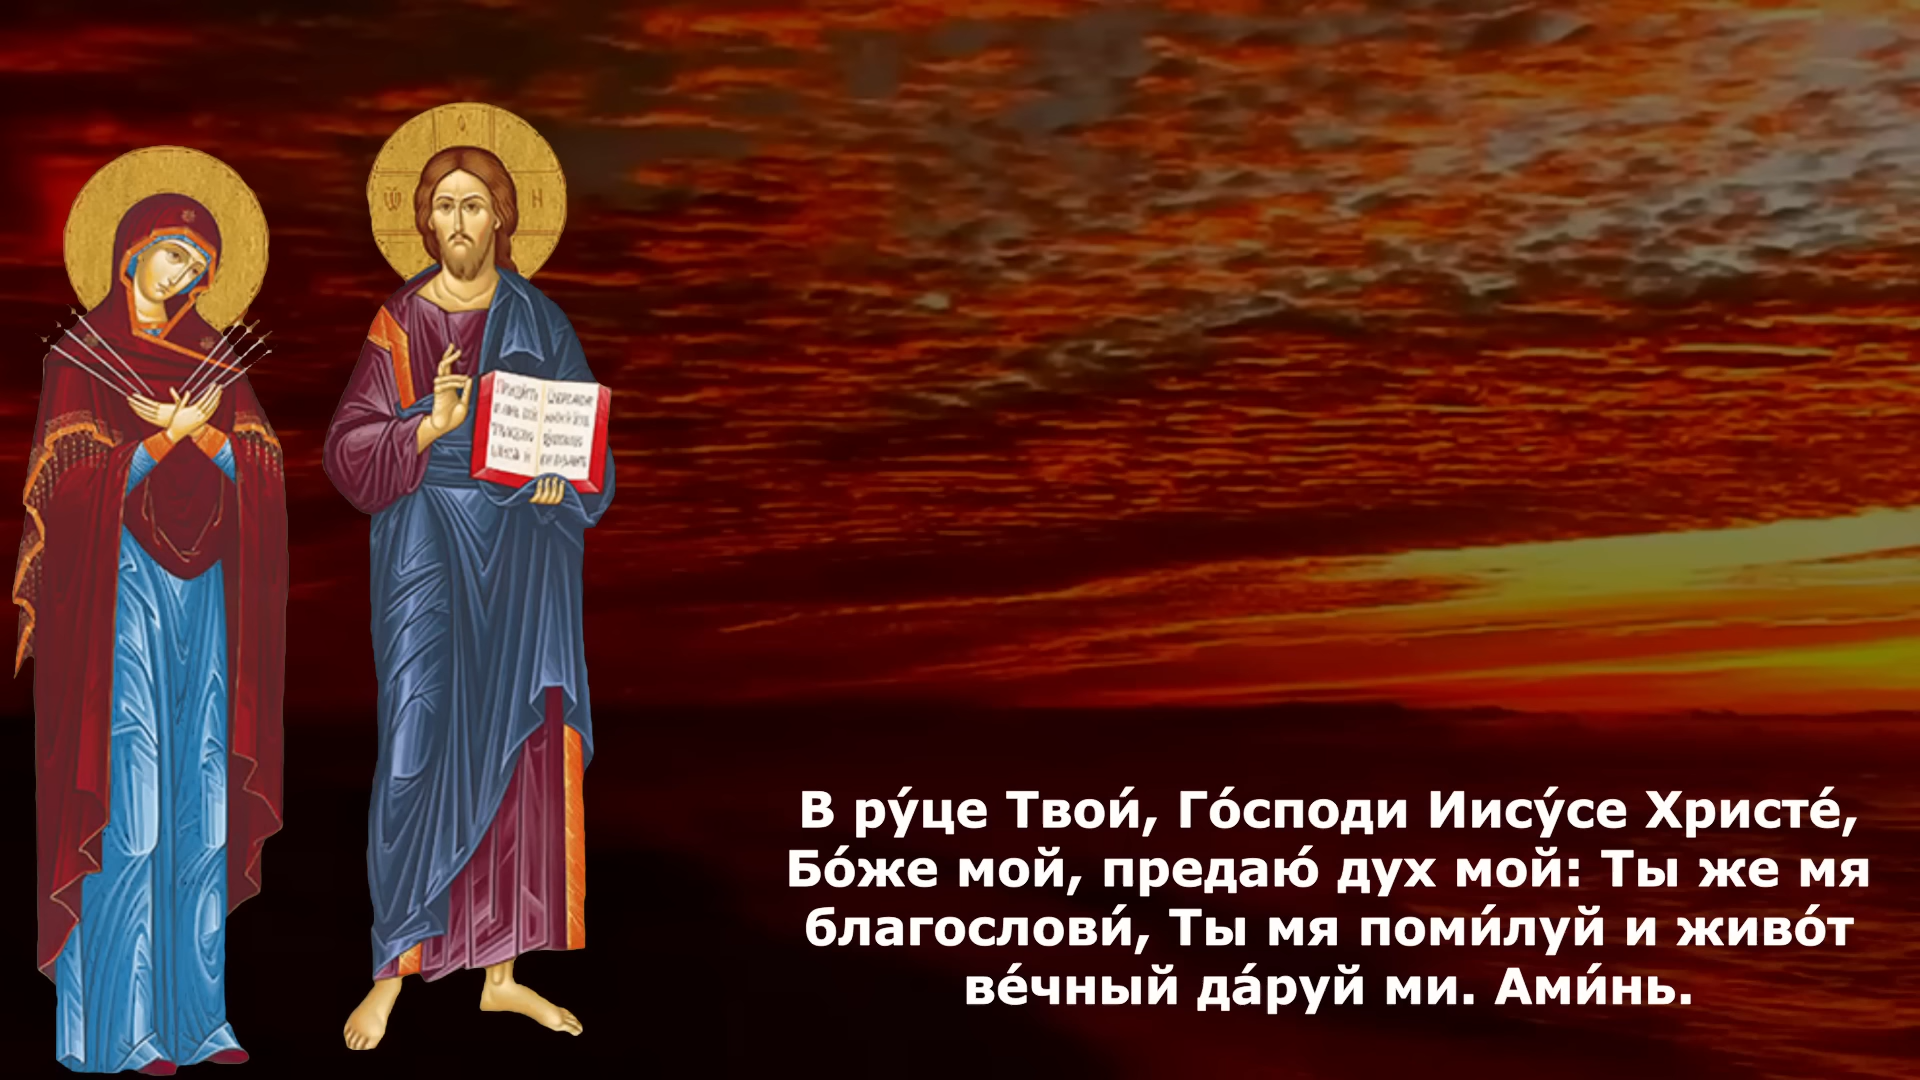 В ру́це Твои́, Го́споди Иису́се Христе́,
Бо́же мой, предаю́ дух мой: Ты же мя
благослови́, Ты мя поми́луй и живо́т
ве́чный да́руй ми. Ами́нь.